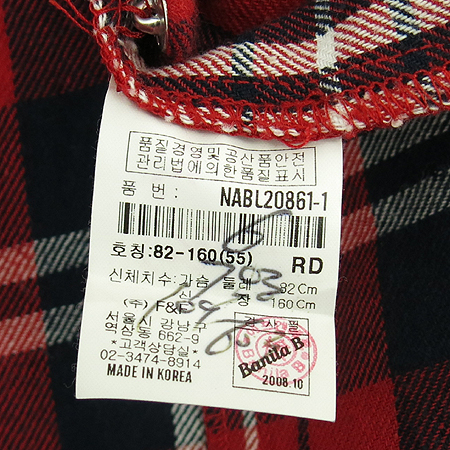 품질경영및공산품안전
관리법에의한품질표시
품 번 : NABL20861-1
호칭:82-160(55) RD
신체치수:가슴 둘레 82Cm
신 장 160Cm
(주) F&F
서울시 강남구
역삼동 662-9
*고객상담실*
02-3474-8914
MADE IN KOREA
검 사 필
Banila B.
2008.10